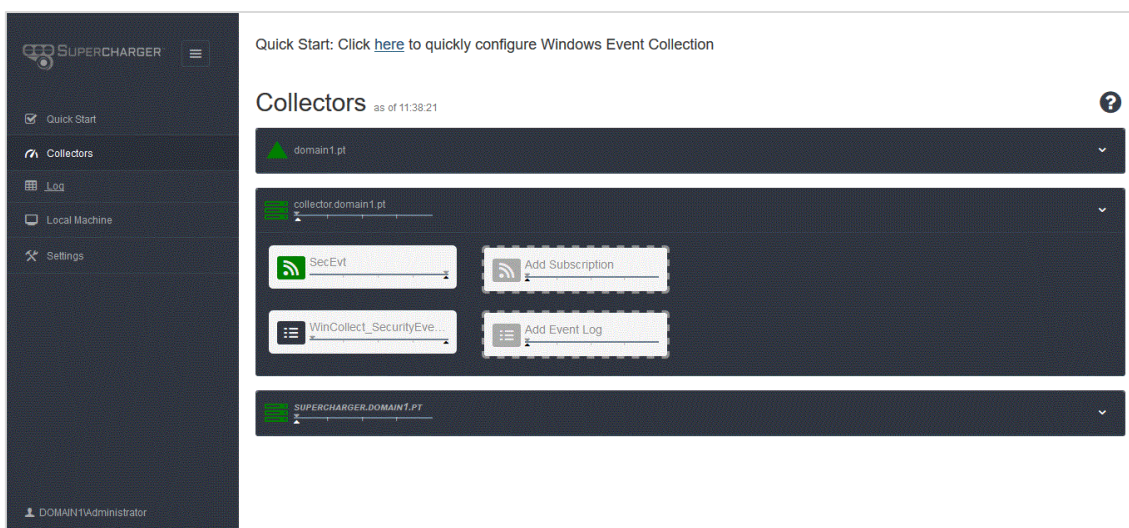 SUPERCHARGER
Quick Start: Click here to quickly configure Windows Event Collection
Quick Start
Collectors
Log
Local Machine
Settings
DOMAIN1\Administrator
Collectors as of 11:38:21
domain1.pt
collector.domain1.pt
SecEvt
Add Subscription
WinCollect_SecurityEve...
Add Event Log
SUPERCHARGER.DOMAIN1.PT